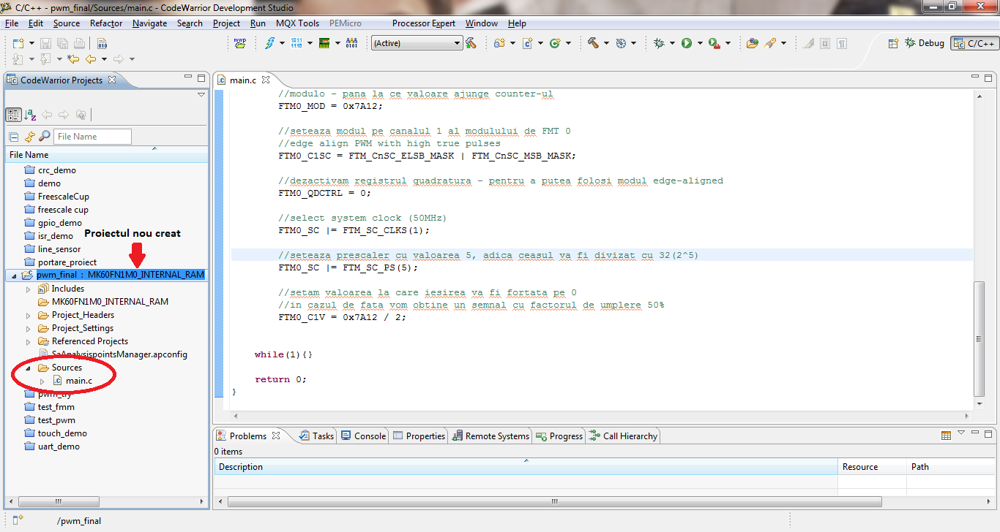 C/C++ - pwm_final/Sources/main.c - CodeWarrior Development Studio
File Edit Source Refactor Navigate Search Project Run MQX Tools PEMicro Processor Expert Window Help
(Active)
Debug
C/C++
CodeWarrior Projects
File Name
File Name
crc_demo
demo
FreescaleCup
freescale cup
gpio_demo
isr_demo
Proiectul nou creat
line_sensor
portare_project
pwm_final : MK60FN1M0_INTERNAL_RAM
Includes
MK60FN1M0_INTERNAL_RAM
Project_Headers
Project_Settings
Referenced Projects
SaAnalysispointsManager.apconfig
Sources
main.c
pwm_try
test_fmm
test_pwm
touch_demo
uart_demo
main.c
//modulo - pana la ce valoare ajunge counter-ul
FTM0_MOD = 0x7A12;
//seteaza modul pe canalul 1 al modulului de FMT 0
//edge align PWM with high true pulses
FTM0_C1SC = FTM_CnSC_ELSB_MASK | FTM_CnSC_MSB_MASK;
//dezactivam registrul quadratura - pentru a putea folosi modul edge-aligned
FTM0_QDCTRL = 0;
//select system clock (50MHz)
FTM0_SC |= FTM_SC_CLKS(1);
//seteaza prescaler cu valoarea 5, adica ceasul va fi divizat cu 32(2^5)
FTM0_SC |= FTM_SC_PS(5);
//setam valoarea la care iesirea va fi fortata pe 0
//in cazul de fata vom obtine un semnal cu factorul de umplere 50%
FTM0_C1V = 0x7A12 / 2;
while(1){}
return 0;
}
Problems Tasks Console Properties Remote Systems Progress Call Hierarchy
0 items
Description Resource Path
/pwm_final